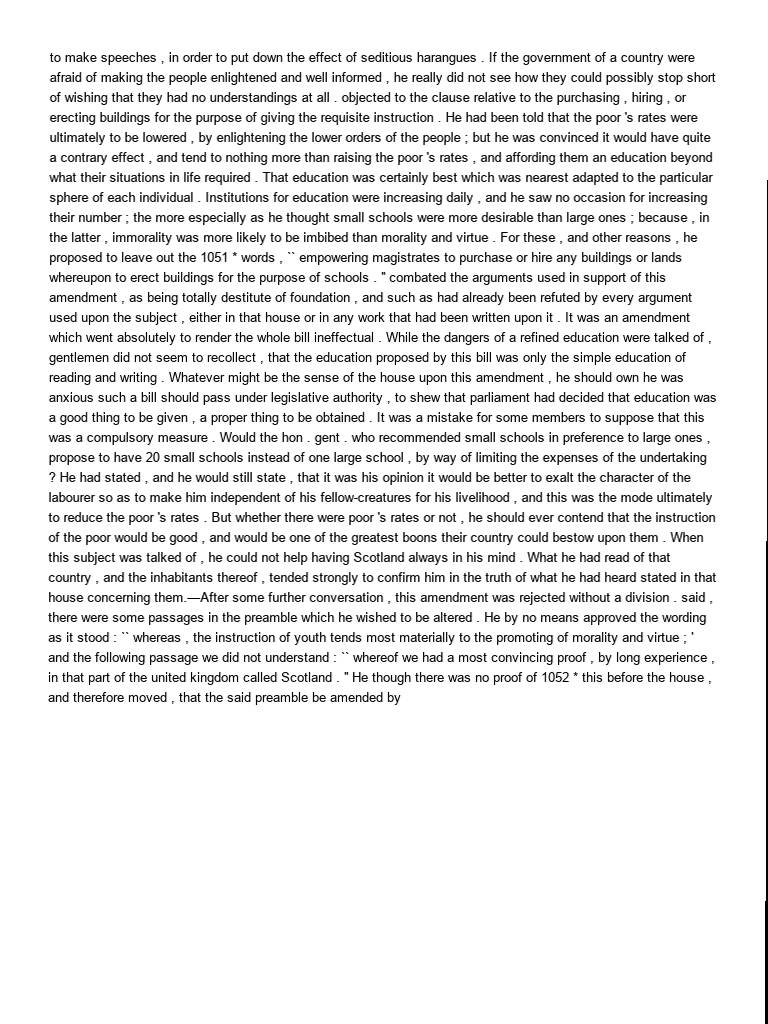 to make speeches , in order to put down the effect of seditious harangues . If the government of a country were
afraid of making the people enlightened and well informed , he really did not see how they could possibly stop short
of wishing that they had no understandings at all . objected to the clause relative to the purchasing , hiring , or
erecting buildings for the purpose of giving the requisite instruction . He had been told that the poor 's rates were
ultimately to be lowered , by enlightening the lower orders of the people ; but he was convinced it would have quite
a contrary effect , and tend to nothing more than raising the poor 's rates , and affording them an education beyond
what their situations in life required . That education was certainly best which was nearest adapted to the particular
sphere of each individual . Institutions for education were increasing daily , and he saw no occasion for increasing
their number ; the more especially as he thought small schools were more desirable than large ones ; because , in
the latter , immorality was more likely to be imbibed than morality and virtue . For these , and other reasons , he
proposed to leave out the 1051 * words , `` empowering magistrates to purchase or hire any buildings or lands
whereupon to erect buildings for the purpose of schools . " combated the arguments used in support of this
amendment , as being totally destitute of foundation , and such as had already been refuted by every argument
used upon the subject , either in that house or in any work that had been written upon it . It was an amendment
which went absolutely to render the whole bill ineffectual . While the dangers of a refined education were talked of ,
gentlemen did not seem to recollect , that the education proposed by this bill was only the simple education of
reading and writing . Whatever might be the sense of the house upon this amendment , he should own he was
anxious such a bill should pass under legislative authority , to shew that parliament had decided that education was
a good thing to be given , a proper thing to be obtained . It was a mistake for some members to suppose that this
was a compulsory measure . Would the hon . gent . who recommended small schools in preference to large ones ,
propose to have 20 small schools instead of one large school , by way of limiting the expenses of the undertaking
? He had stated , and he would still state , that it was his opinion it would be better to exalt the character of the
labourer so as to make him independent of his fellow-creatures for his livelihood , and this was the mode ultimately
to reduce the poor 's rates . But whether there were poor 's rates or not , he should ever contend that the instruction
of the poor would be good , and would be one of the greatest boons their country could bestow upon them . When
this subject was talked of , he could not help having Scotland always in his mind . What he had read of that
country , and the inhabitants thereof , tended strongly to confirm him in the truth of what he had heard stated in that
house concerning them.—After some further conversation , this amendment was rejected without a division . said ,
there were some passages in the preamble which he wished to be altered . He by no means approved the wording
as it stood : `` whereas , the instruction of youth tends most materially to the promoting of morality and virtue ; '
and the following passage we did not understand : `` whereof we had a most convincing proof , by long experience ,
in that part of the united kingdom called Scotland . " He though there was no proof of 1052 * this before the house ,
and therefore moved , that the said preamble be amended by